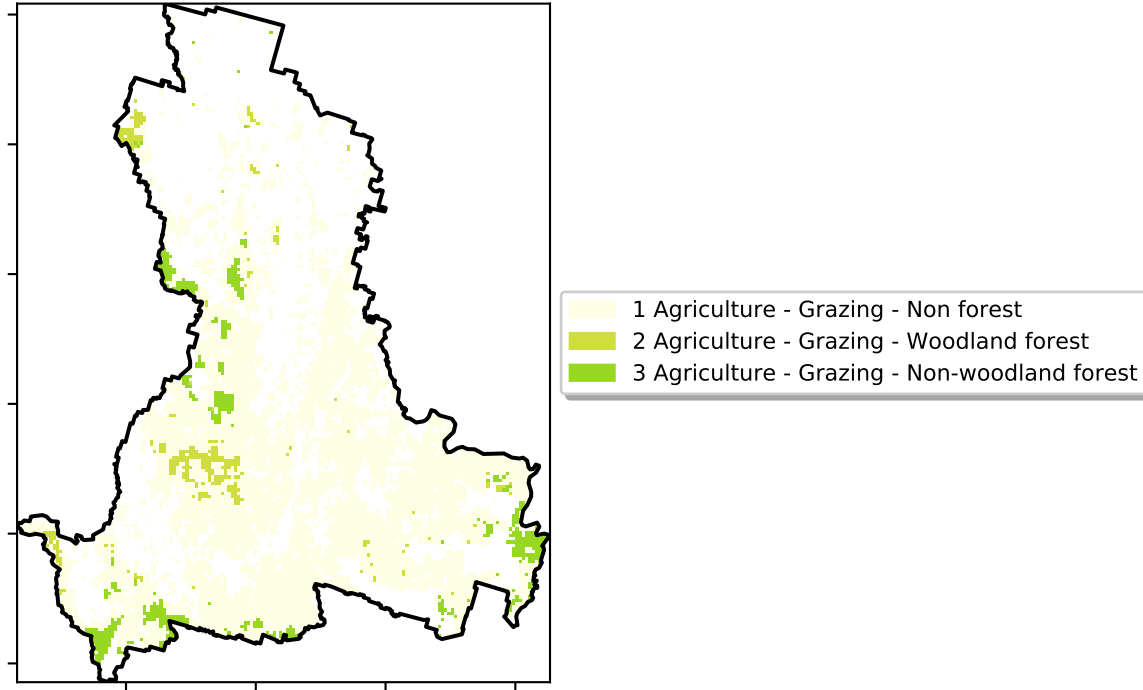 1 Agriculture - Grazing - Non forest
2 Agriculture - Grazing - Woodland forest
3 Agriculture - Grazing - Non-woodland forest